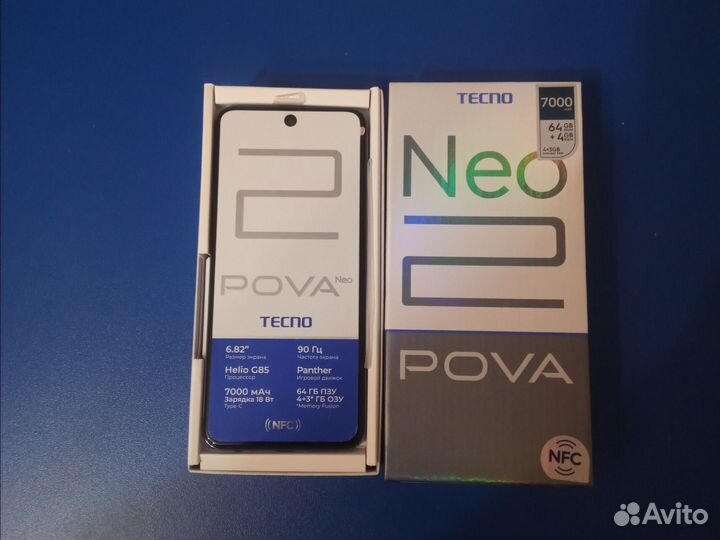 2
POVA Neo
TECNO
6.82"
Размер экрана
90 Гц
Частота экрана
Helio G85
Процессор
Panther
Игровой движок
7000 мАч
Зарядка 18 Вт
Type-C
64 ГБ ПЗУ
4+3* ГБ ОЗУ
*Memory Fusion
((NFC))
TECNO
7000
64 GB
+ 4 GB
4+3GB
Neo
2
POVA
NFC
Avito